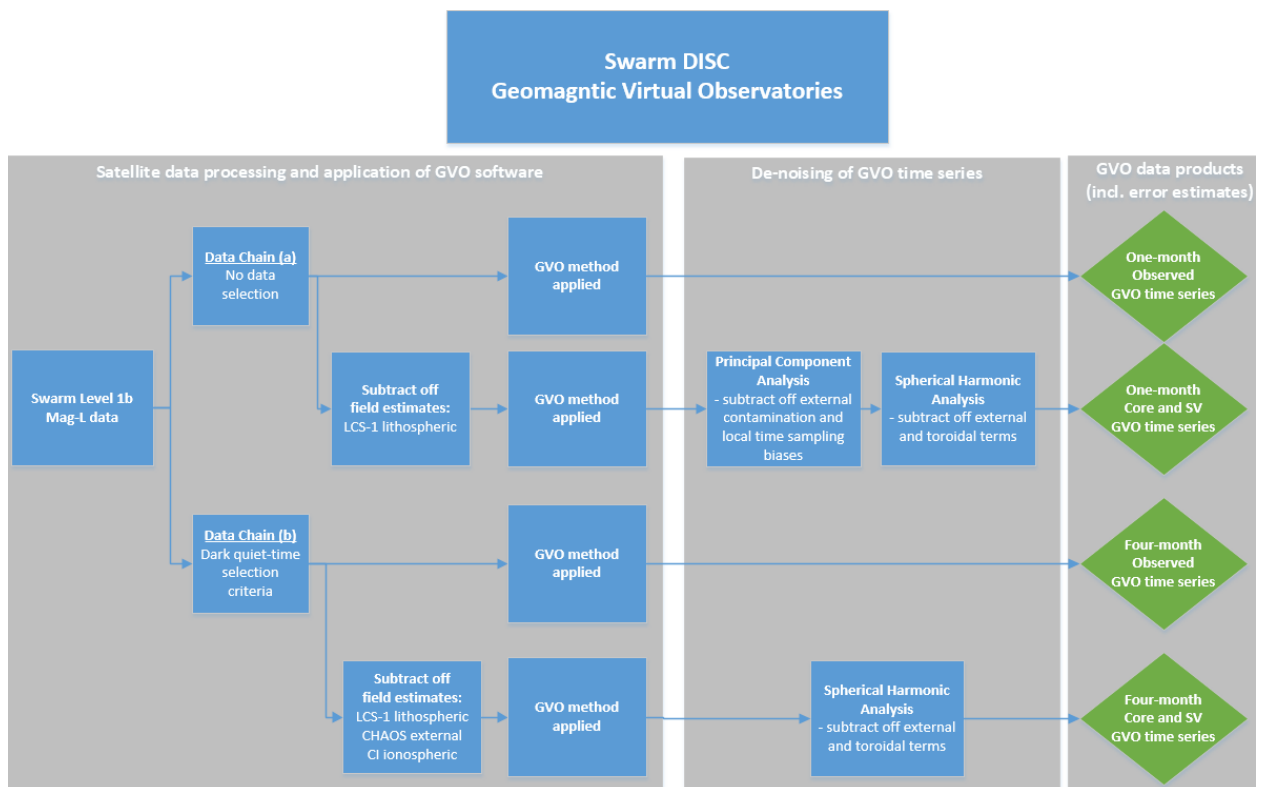 Swarm DISC
Geomagntic Virtual Observatories
Satellite data processing and application of GVO software
De-noising of GVO time series
GVO data products
(incl. error estimates)
Data Chain (a)
No data
selection
GVO method
applied
One-month
Observed
GVO time series
Swarm Level 1b
Mag-L data
Subtract off
field estimates:
LCS-1 lithospheric
GVO method
applied
Principal Component
Analysis
- subtract off external
contamination and
local time sampling
biases
Spherical Harmonic
Analysis
- subtract off external
and toroidal terms
One-month
Core and SV
GVO time series
Data Chain (b)
Dark quiet-time
selection
criteria
GVO method
applied
Four-month
Observed
GVO time series
Subtract off
field estimates:
LCS-1 lithospheric
CHAOS external
CI ionospheric
GVO method
applied
Spherical Harmonic
Analysis
- subtract off external
and toroidal terms
Four-month
Core and SV
GVO time series